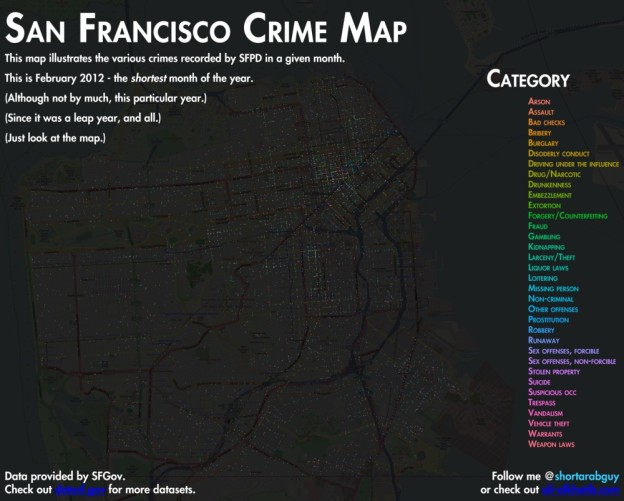 San Francisco Crime Map
This map illustrates the various crimes recorded by SFPD in a given month.
This is February 2012 - the shortest month of the year.
(Although not by much, this particular year.)
(Since it was a leap year, and all.)
(Just look at the map.)
Category
Arson
Assault
Bad checks
Bribery
Burglary
Disoderly conduct
Driving under the influence
Drug/Narcotic
Drunkenness
Embezzlement
Extortion
Forgery/Counterfeiting
Fraud
Gambling
Kidnapping
Larceny/Theft
Liquor laws
Loitering
Missing person
Non-criminal
Other offenses
Prostitution
Robbery
Runaway
Sex offenses, forcible
Sex offenses, non-forcible
Stolen property
Suicide
Suspicious occ
Trespass
Vandalism
Vehicle theft
Warrants
Weapon laws
Data provided by SFGov.
Check out for more datasets.
Follow me @shortarabguy
or check out